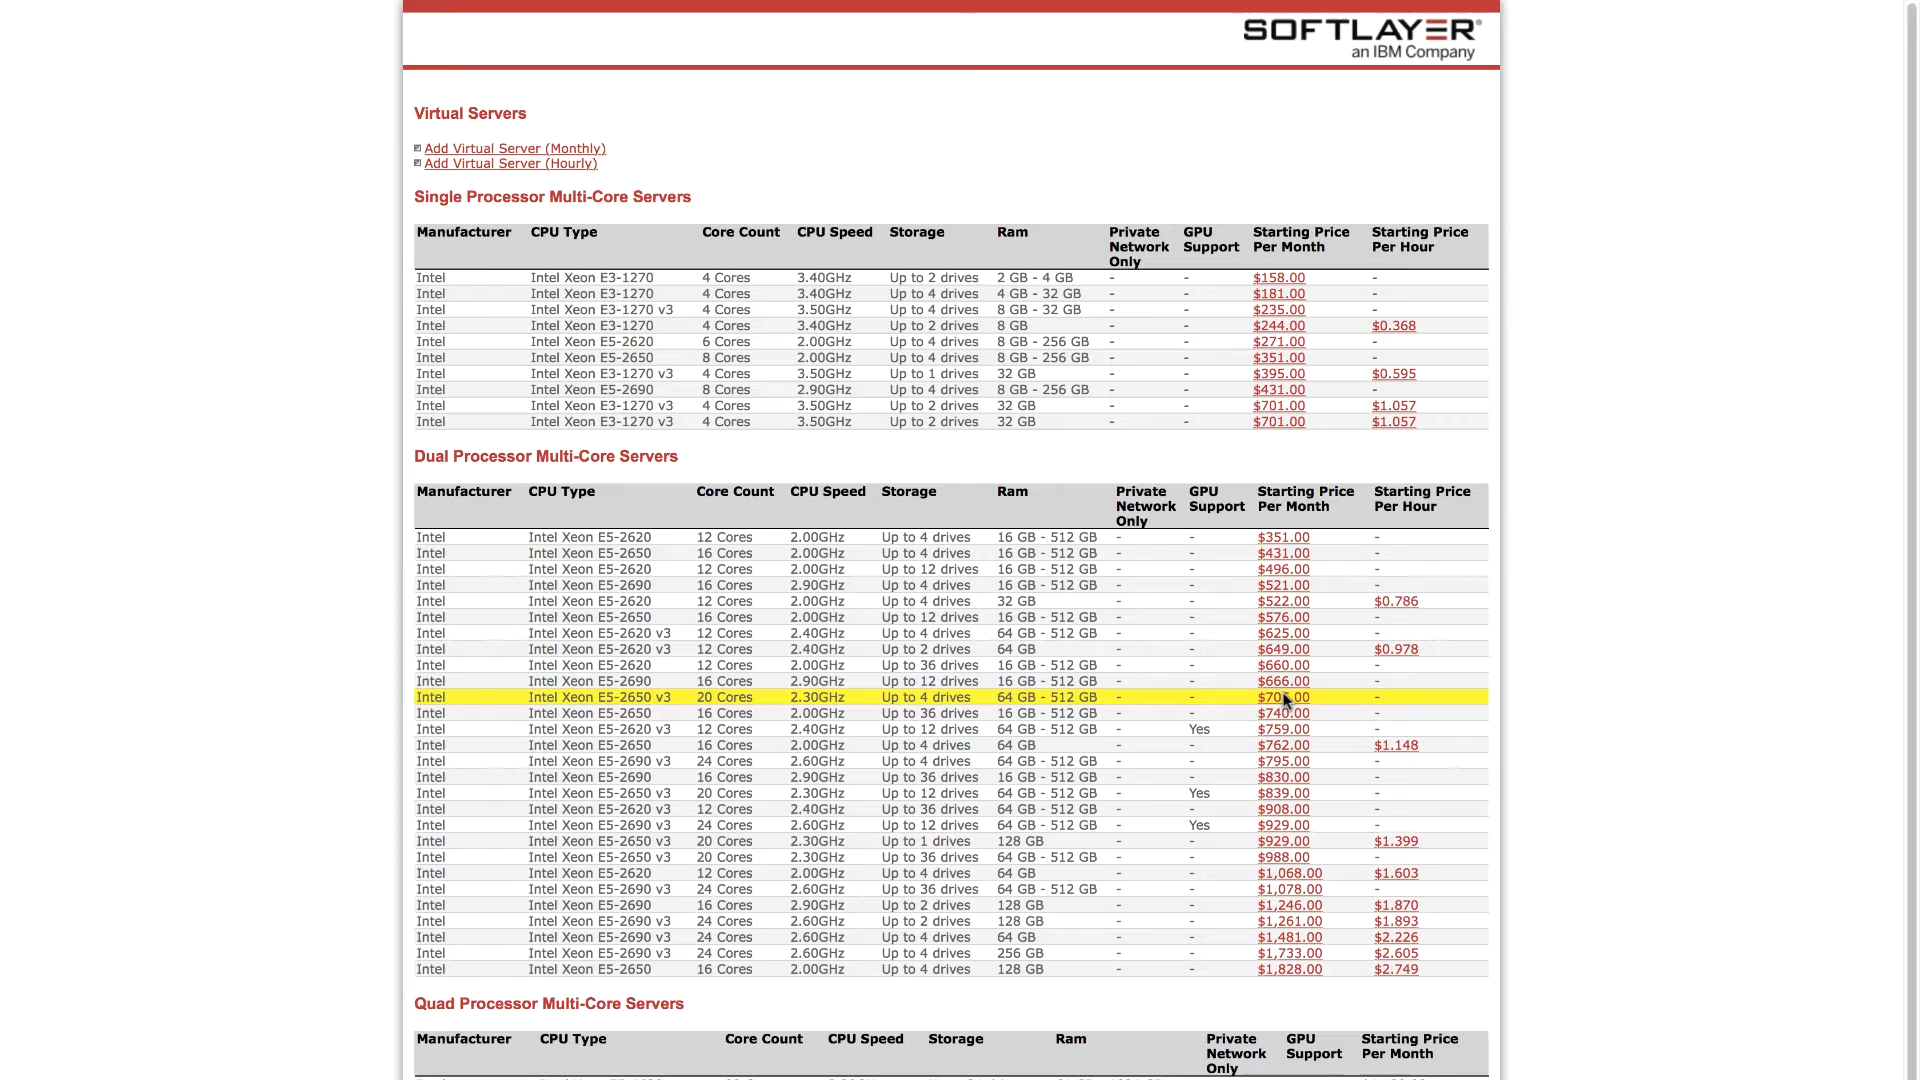 SOFTLAYER®
an IBM Company
Virtual Servers
Add Virtual Server (Monthly)
Add Virtual Server (Hourly)
Single Processor Multi-Core Servers
Manufacturer CPU Type Core Count CPU Speed Storage Ram Private Network Only GPU Support Starting Price Per Month Starting Price Per Hour
Intel Intel Xeon E3-1270 4 Cores 3.40GHz Up to 2 drives 2 GB - 4 GB - - $158.00 -
Intel Intel Xeon E3-1270 4 Cores 3.40GHz Up to 4 drives 4 GB - 32 GB - - $181.00 -
Intel Intel Xeon E3-1270 v3 4 Cores 3.50GHz Up to 4 drives 8 GB - 32 GB - - $235.00 -
Intel Intel Xeon E3-1270 4 Cores 3.40GHz Up to 2 drives 8 GB - - $244.00 $0.368
Intel Intel Xeon E5-2620 6 Cores 2.00GHz Up to 4 drives 8 GB - 256 GB - - $271.00 -
Intel Intel Xeon E5-2650 8 Cores 2.00GHz Up to 4 drives 8 GB - 256 GB - - $351.00 -
Intel Intel Xeon E3-1270 v3 4 Cores 3.50GHz Up to 1 drives 32 GB - - $395.00 $0.595
Intel Intel Xeon E5-2690 8 Cores 2.90GHz Up to 4 drives 8 GB - 256 GB - - $431.00 -
Intel Intel Xeon E3-1270 v3 4 Cores 3.50GHz Up to 2 drives 32 GB - - $701.00 $1.057
Intel Intel Xeon E3-1270 v3 4 Cores 3.50GHz Up to 2 drives 32 GB - - $701.00 $1.057
Dual Processor Multi-Core Servers
Manufacturer CPU Type Core Count CPU Speed Storage Ram Private Network Only GPU Support Starting Price Per Month Starting Price Per Hour
Intel Intel Xeon E5-2620 12 Cores 2.00GHz Up to 4 drives 16 GB - 512 GB - - $351.00 -
Intel Intel Xeon E5-2650 16 Cores 2.00GHz Up to 4 drives 16 GB - 512 GB - - $431.00 -
Intel Intel Xeon E5-2620 12 Cores 2.00GHz Up to 12 drives 16 GB - 512 GB - - $496.00 -
Intel Intel Xeon E5-2690 16 Cores 2.90GHz Up to 4 drives 16 GB - 512 GB - - $521.00 -
Intel Intel Xeon E5-2620 12 Cores 2.00GHz Up to 4 drives 32 GB - - $522.00 $0.786
Intel Intel Xeon E5-2650 16 Cores 2.00GHz Up to 12 drives 16 GB - 512 GB - - $576.00 -
Intel Intel Xeon E5-2620 v3 12 Cores 2.40GHz Up to 4 drives 64 GB - 512 GB - - $625.00 -
Intel Intel Xeon E5-2620 v3 12 Cores 2.40GHz Up to 2 drives 64 GB - - $649.00 $0.978
Intel Intel Xeon E5-2620 12 Cores 2.00GHz Up to 36 drives 16 GB - 512 GB - - $660.00 -
Intel Intel Xeon E5-2690 16 Cores 2.90GHz Up to 12 drives 16 GB - 512 GB - - $666.00 -
Intel Intel Xeon E5-2650 v3 20 Cores 2.30GHz Up to 4 drives 64 GB - 512 GB - - -
Intel Intel Xeon E5-2650 16 Cores 2.00GHz Up to 36 drives 16 GB - 512 GB - - $740.00 -
Intel Intel Xeon E5-2620 v3 12 Cores 2.40GHz Up to 12 drives 64 GB - 512 GB - Yes $759.00 -
Intel Intel Xeon E5-2650 16 Cores 2.00GHz Up to 4 drives 64 GB - - $762.00 $1.148
Intel Intel Xeon E5-2690 v3 24 Cores 2.60GHz Up to 4 drives 64 GB - 512 GB - - $795.00 -
Intel Intel Xeon E5-2690 16 Cores 2.90GHz Up to 36 drives 16 GB - 512 GB - - $830.00 -
Intel Intel Xeon E5-2650 v3 20 Cores 2.30GHz Up to 12 drives 64 GB - 512 GB - Yes $839.00 -
Intel Intel Xeon E5-2620 v3 12 Cores 2.40GHz Up to 36 drives 64 GB - 512 GB - - $908.00 -
Intel Intel Xeon E5-2690 v3 24 Cores 2.60GHz Up to 12 drives 64 GB - 512 GB - Yes $929.00 -
Intel Intel Xeon E5-2650 v3 20 Cores 2.30GHz Up to 1 drives 128 GB - - $929.00 $1.399
Intel Intel Xeon E5-2650 v3 20 Cores 2.30GHz Up to 36 drives 64 GB - 512 GB - - $988.00 -
Intel Intel Xeon E5-2620 12 Cores 2.00GHz Up to 4 drives 64 GB - - $1,068.00 $1.603
Intel Intel Xeon E5-2690 v3 24 Cores 2.60GHz Up to 36 drives 64 GB - 512 GB - - $1,078.00 -
Intel Intel Xeon E5-2690 16 Cores 2.90GHz Up to 2 drives 128 GB - - $1,246.00 $1.870
Intel Intel Xeon E5-2690 v3 24 Cores 2.60GHz Up to 2 drives 128 GB - - $1,261.00 $1.893
Intel Intel Xeon E5-2690 v3 24 Cores 2.60GHz Up to 4 drives 64 GB - - $1,481.00 $2.226
Intel Intel Xeon E5-2690 v3 24 Cores 2.60GHz Up to 4 drives 256 GB - - $1,733.00 $2.605
Intel Intel Xeon E5-2650 16 Cores 2.00GHz Up to 4 drives 128 GB - - $1,828.00 $2.749
Quad Processor Multi-Core Servers
Manufacturer CPU Type Core Count CPU Speed Storage Ram Private Network Only GPU Support Starting Price Per Month